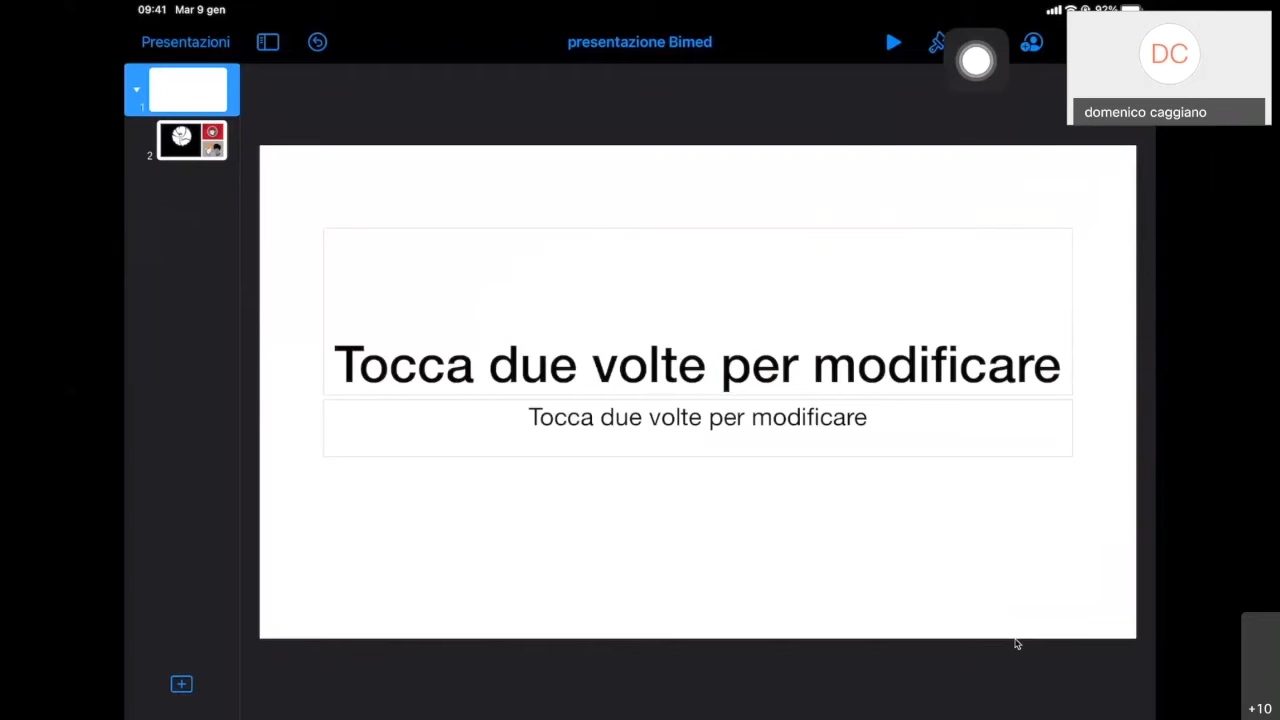 09:41 Mar 9 gen
92%
Presentazioni
presentazione Bimed
DC
domenico caggiano
1
2
Tocca due volte per modificare
Tocca due volte per modificare
+10